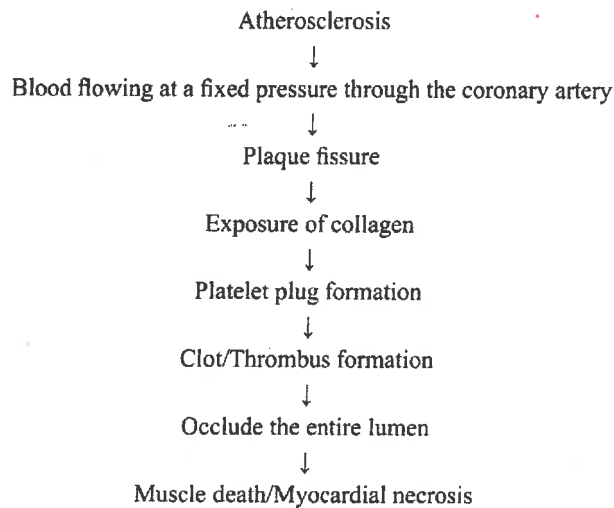 Atherosclerosis
↓
Blood flowing at a fixed pressure through the coronary artery
↓
Plaque fissure
↓
Exposure of collagen
↓
Platelet plug formation
↓
Clot/Thrombus formation
↓
Occlude the entire lumen
↓
Muscle death/Myocardial necrosis